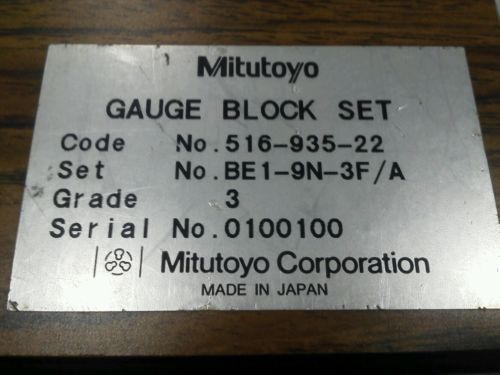 Mitutoyo
GAUGE BLOCK SET
Code No. 516-935-22
Set No. BE1-9N-3F/A
Grade 3
Serial No. 0100100
Mitutoyo Corporation
MADE IN JAPAN